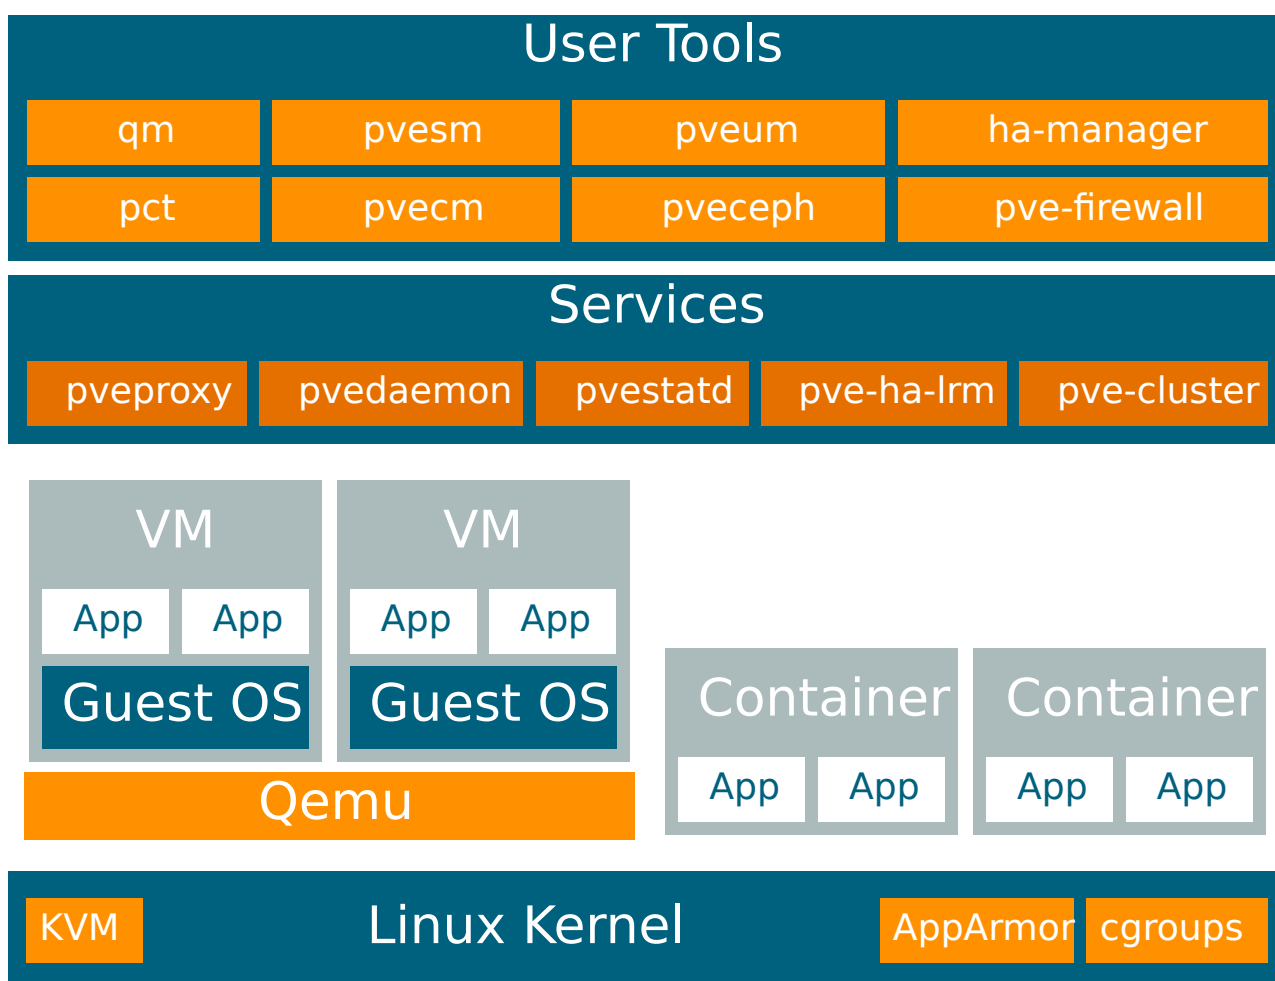 User Tools
qm pvesm pveum ha-manager
pct pvecm pveceph pve-firewall
Services
pveproxy pvedaemon pvestatd pve-ha-lrm pve-cluster
VM VM
App App App App
Guest OS Guest OS
Container Container
App App App App
Qemu
KVM Linux Kernel AppArmor cgroups